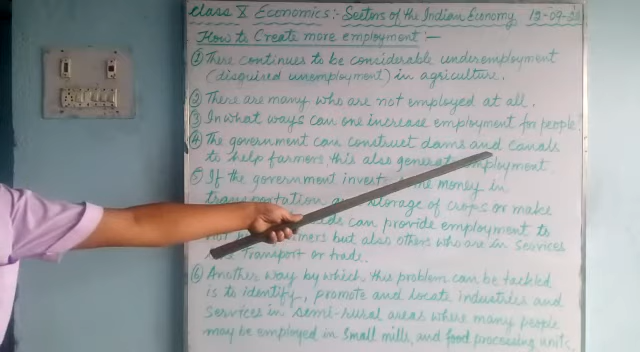 Class X Economics:- Sectors of the Indian Economy 12-09-
How to Create more employment:—
① There continues to be considerable underemployment
(disguised unemployment) in agriculture.
② There are many who are not employed at all.
③ In what ways can one increase employment for people?
④ The government can construct dams and canals
to help farmers this also employment.
⑤ If the government invest money in
storage of crops or make
can provide employment to
but also others who are in services
transport or trade.
⑥ Another way by which this problem can be tackled
is to identify, promote and locate industries and
services in semi-rural areas where many people
may be employed in small mills, and food processing units,